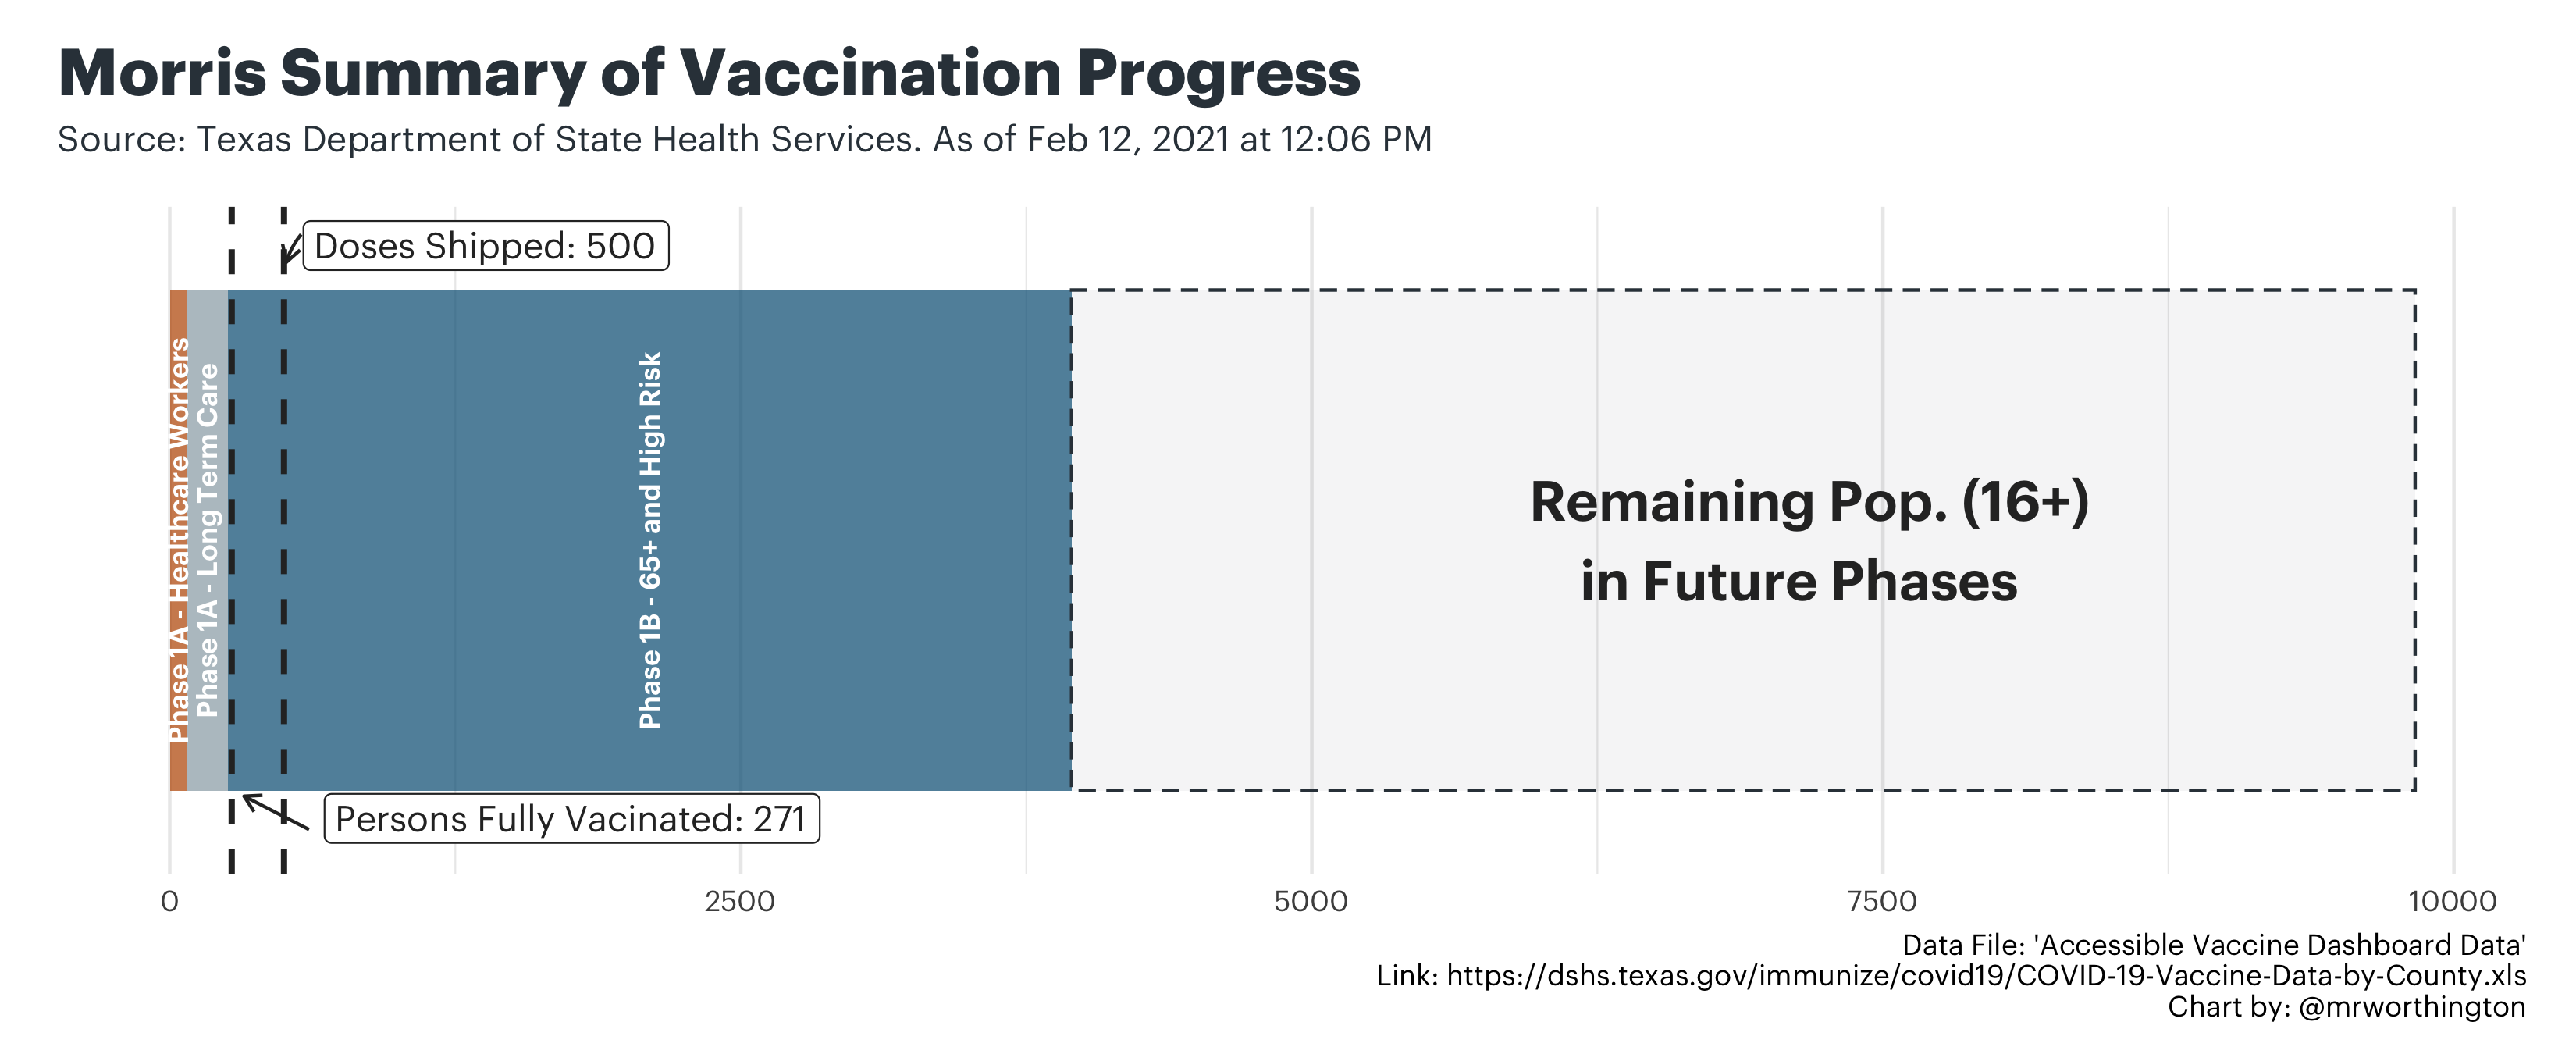 Morris Summary of Vaccination Progress
Source: Texas Department of State Health Services. As of Feb 12, 2021 at 12:06 PM
Doses Shipped: 500
Phase 1A - Healthcare Workers
Phase 1A - Long Term Care
Phase 1B - 65+ and High Risk
Remaining Pop. (16+)
in Future Phases
Persons Fully Vacinated: 271
0 2500 5000 7500 10000
Data File: 'Accessible Vaccine Dashboard Data'
Link: https://dshs.texas.gov/immunize/covid19/COVID-19-Vaccine-Data-by-County.xls
Chart by: @mrworthington